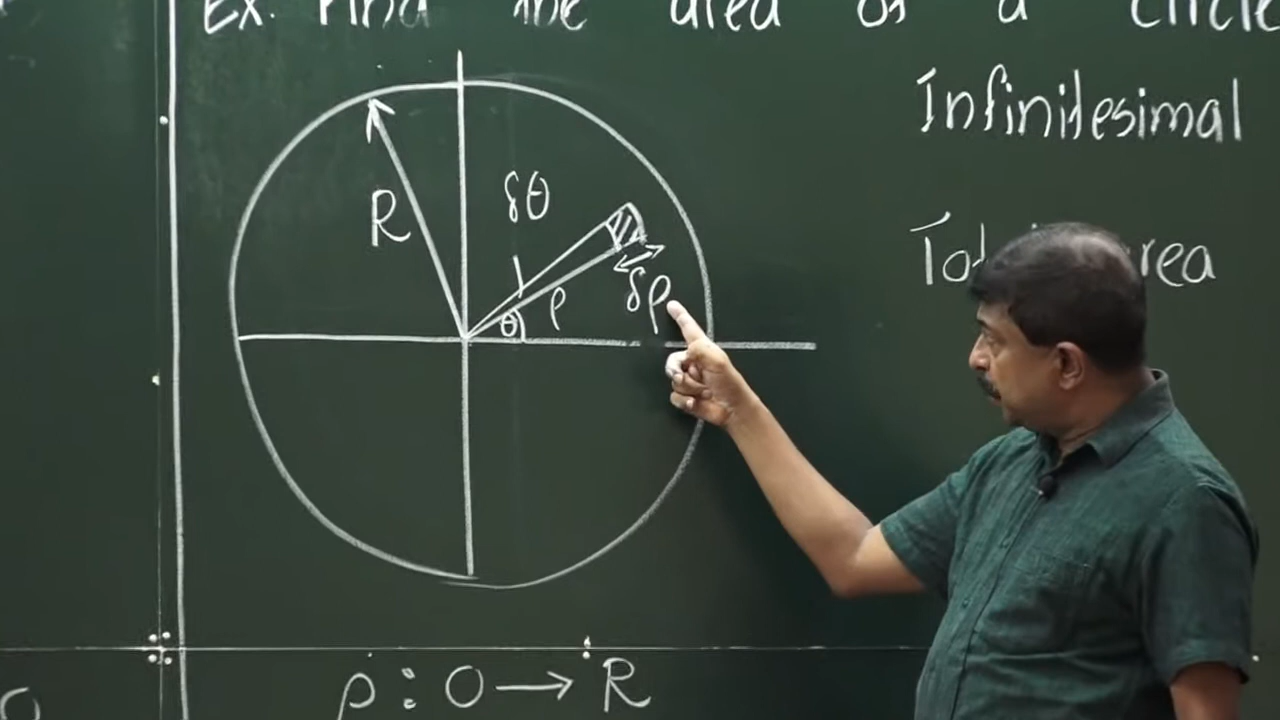 Ex. Find the area of a circle
Infinitesimal
R
δθ
δρ
θ
ρ
ρ : 0 → R